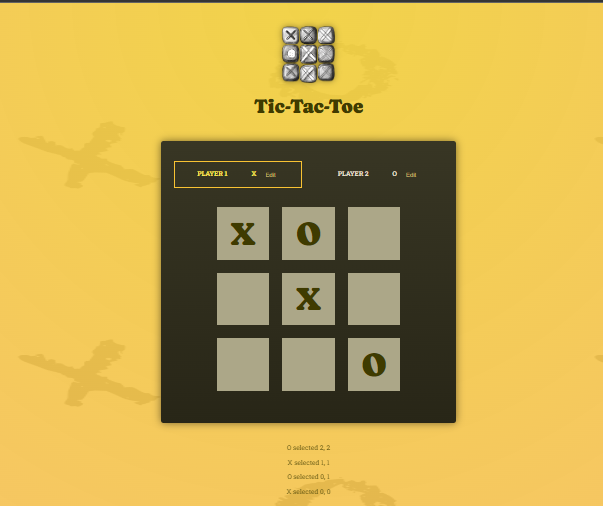 Tic-Tac-Toe
PLAYER 1 X Edit PLAYER 2 O Edit
X O
X
O
O selected 2, 2
X selected 1, 1
O selected 0, 1
X selected 0, 0